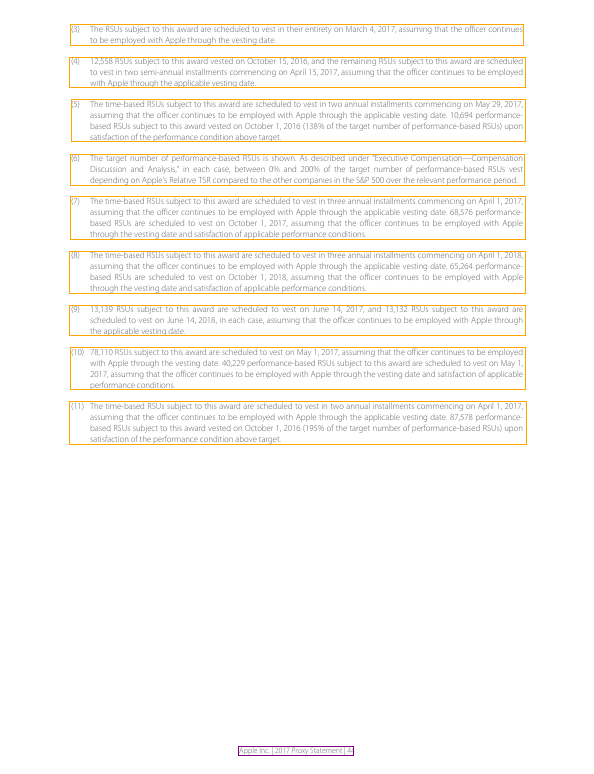 (3) The RSUs subject to this award are scheduled to vest in their entirety on March 4, 2017, assuming that the officer continues
to be employed with Apple through the vesting date.
(4) 12,558 RSUs subject to this award vested on October 15, 2016, and the remaining RSUs subject to this award are scheduled
to vest in two semi-annual installments commencing on April 15, 2017, assuming that the officer continues to be employed
with Apple through the applicable vesting date.
(5) The time-based RSUs subject to this award are scheduled to vest in two annual installments commencing on May 29, 2017,
assuming that the officer continues to be employed with Apple through the applicable vesting date. 10,694 performance-
based RSUs subject to this award vested on October 1, 2016 (138% of the target number of performance-based RSUs) upon
satisfaction of the performance condition above target.
(6) The target number of performance-based RSUs is shown. As described under "Executive Compensation—Compensation
Discussion and Analysis," in each case, between 0% and 200% of the target number of performance-based RSUs vest
depending on Apple's Relative TSR compared to the other companies in the S&P 500 over the relevant performance period.
(7) The time-based RSUs subject to this award are scheduled to vest in three annual installments commencing on April 1, 2017,
assuming that the officer continues to be employed with Apple through the applicable vesting date. 68,576 performance-
based RSUs are scheduled to vest on October 1, 2017, assuming that the officer continues to be employed with Apple
through the vesting date and satisfaction of applicable performance conditions.
(8) The time-based RSUs subject to this award are scheduled to vest in three annual installments commencing on April 1, 2018,
assuming that the officer continues to be employed with Apple through the applicable vesting date. 65,264 performance-
based RSUs are scheduled to vest on October 1, 2018, assuming that the officer continues to be employed with Apple
through the vesting date and satisfaction of applicable performance conditions.
(9) 13,139 RSUs subject to this award are scheduled to vest on June 14, 2017, and 13,132 RSUs subject to this award are
scheduled to vest on June 14, 2018, in each case, assuming that the officer continues to be employed with Apple through
the applicable vesting date.
(10) 78,110 RSUs subject to this award are scheduled to vest on May 1, 2017, assuming that the officer continues to be employed
with Apple through the vesting date. 40,229 performance-based RSUs subject to this award are scheduled to vest on May 1,
2017, assuming that the officer continues to be employed with Apple through the vesting date and satisfaction of applicable
performance conditions.
(11) The time-based RSUs subject to this award are scheduled to vest in two annual installments commencing on April 1, 2017,
assuming that the officer continues to be employed with Apple through the applicable vesting date. 87,578 performance-
based RSUs subject to this award vested on October 1, 2016 (195% of the target number of performance-based RSUs) upon
satisfaction of the performance condition above target.
Apple Inc. | 2017 Proxy Statement |